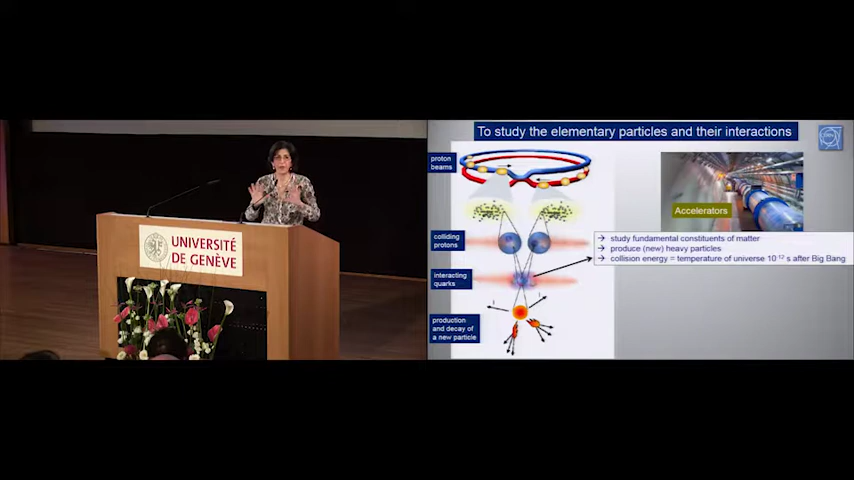 UNIVERSITÉ
DE GENÈVE
To study the elementary particles and their interactions
proton
beams
Accelerators
colliding
protons
→ study fundamental constituents of matter
→ produce (new) heavy particles
→ collision energy = temperature of universe 10⁻¹² s after Big Bang
interacting
quarks
production
and decay of
a new particle